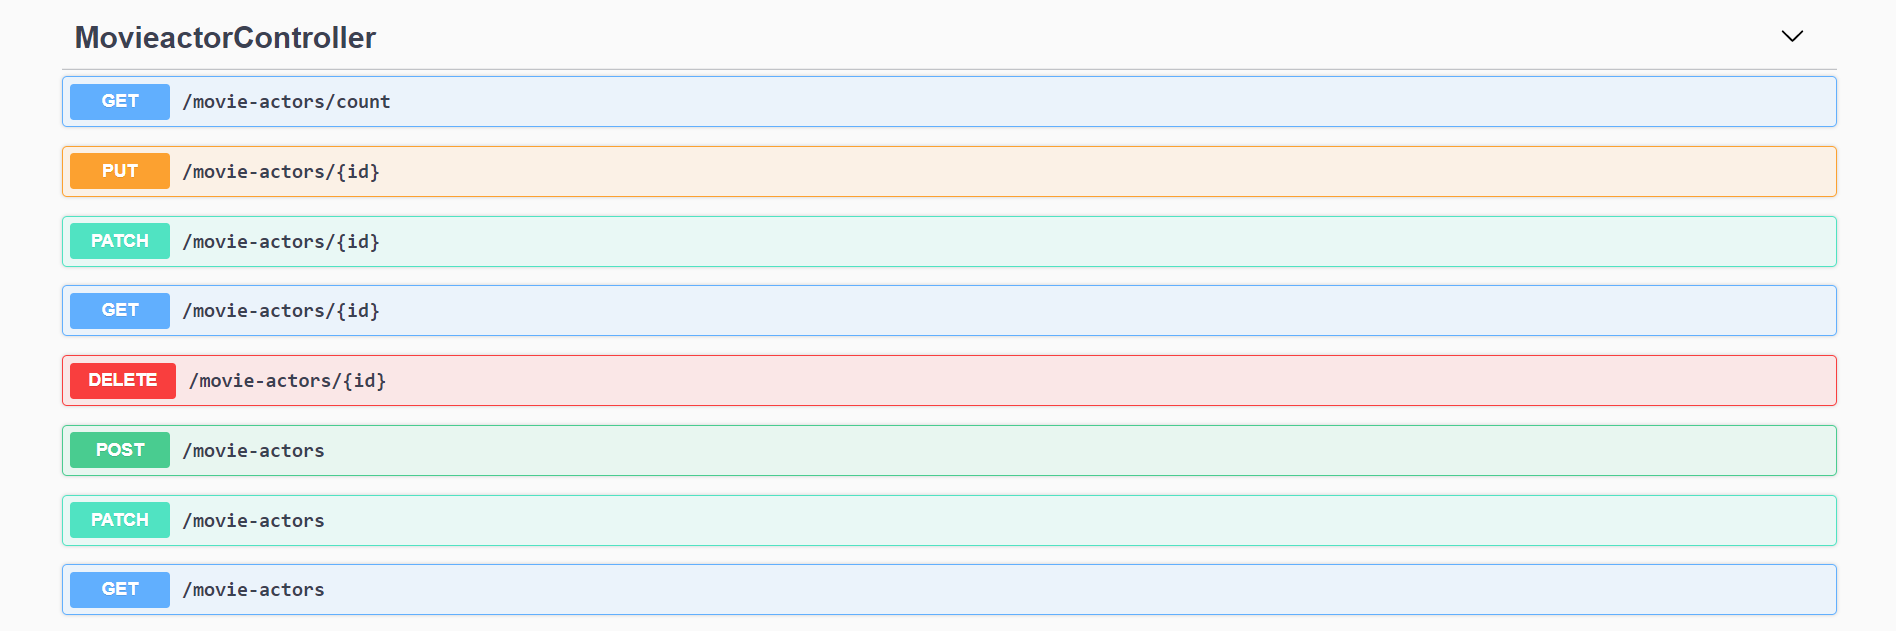 MovieactorController
GET /movie-actors/count
PUT /movie-actors/{id}
PATCH /movie-actors/{id}
GET /movie-actors/{id}
DELETE /movie-actors/{id}
POST /movie-actors
PATCH /movie-actors
GET /movie-actors